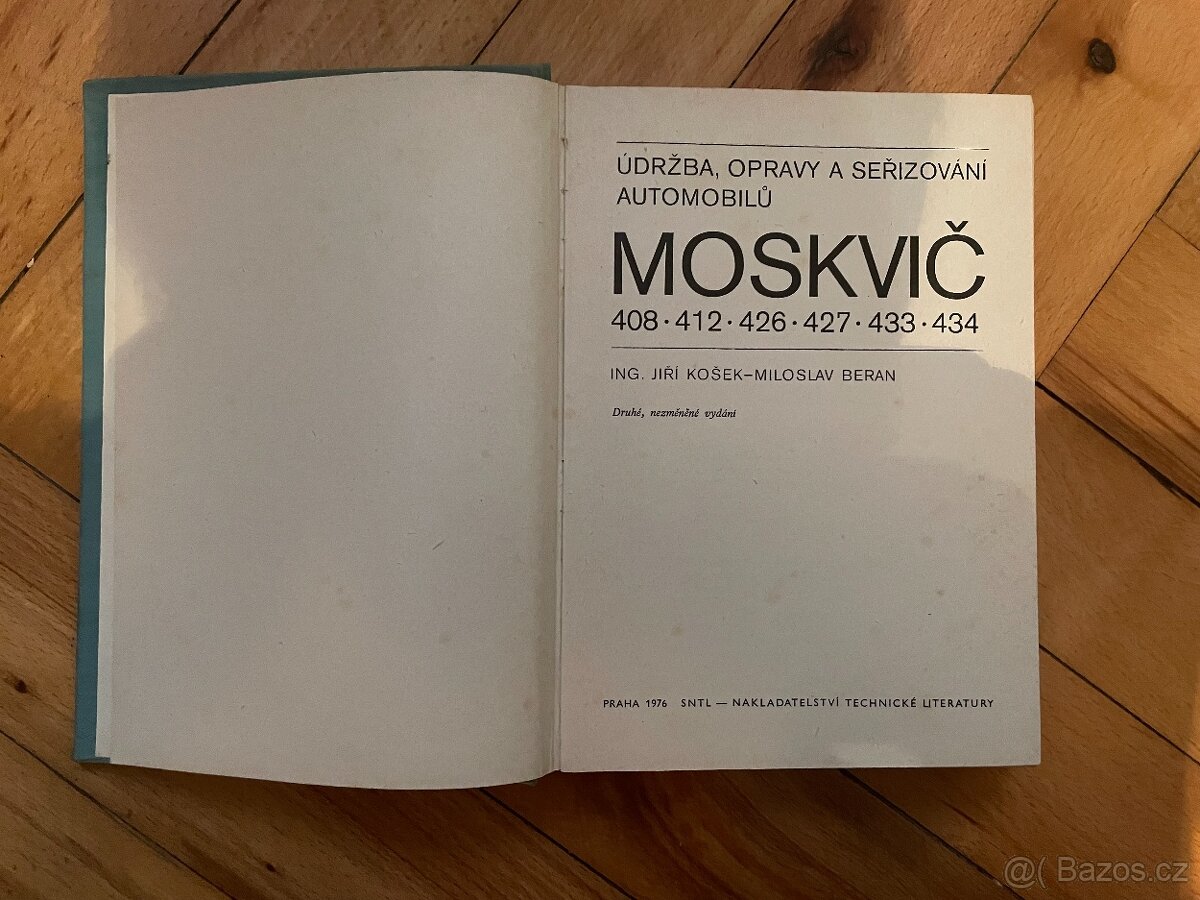 ÚDRŽBA, OPRAVY A SEŘIZOVÁNÍ
AUTOMOBILŮ
MOSKVIČ
408 · 412 · 426 · 427 · 433 · 434
ING. JIŘÍ KOŠEK–MILOSLAV BERAN
Druhé, nezměněné vydání
PRAHA 1976 SNTL — NAKLADATELSTVÍ TECHNICKÉ LITERATURY
@( Bazos.cz